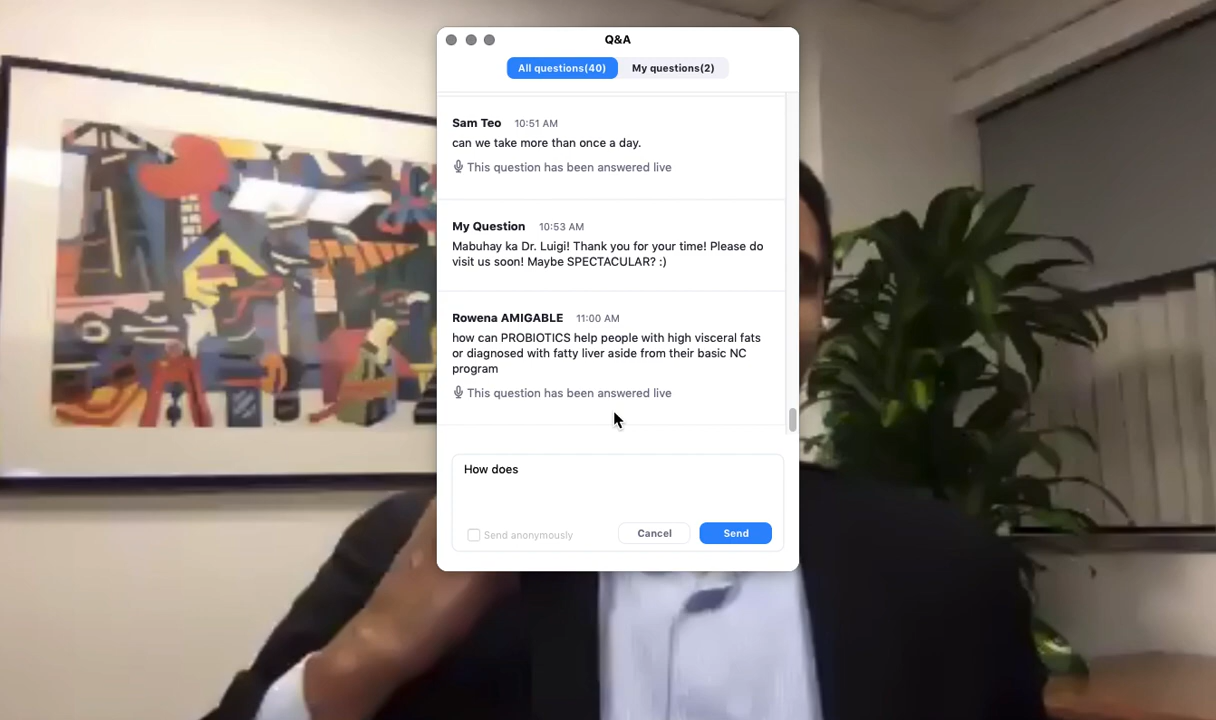 Q&A
All questions(40) My questions(2)
Sam Teo 10:51 AM
can we take more than once a day.
This question has been answered live
My Question 10:53 AM
Mabuhay ka Dr. Luigi! Thank you for your time! Please do
visit us soon! Maybe SPECTACULAR? :)
Rowena AMIGABLE 11:00 AM
how can PROBIOTICS help people with high visceral fats
or diagnosed with fatty liver aside from their basic NC
program
This question has been answered live
How does
Send anonymously Cancel Send